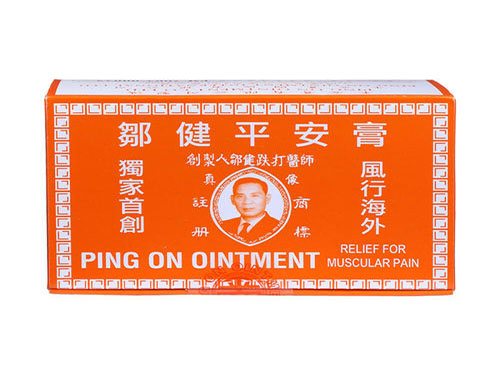 鄒健平安膏
創製人鄒健跌打醫師
獨家首創
真像
註商
册標
風行海外
PING ON OINTMENT
RELIEF FOR
MUSCULAR PAIN